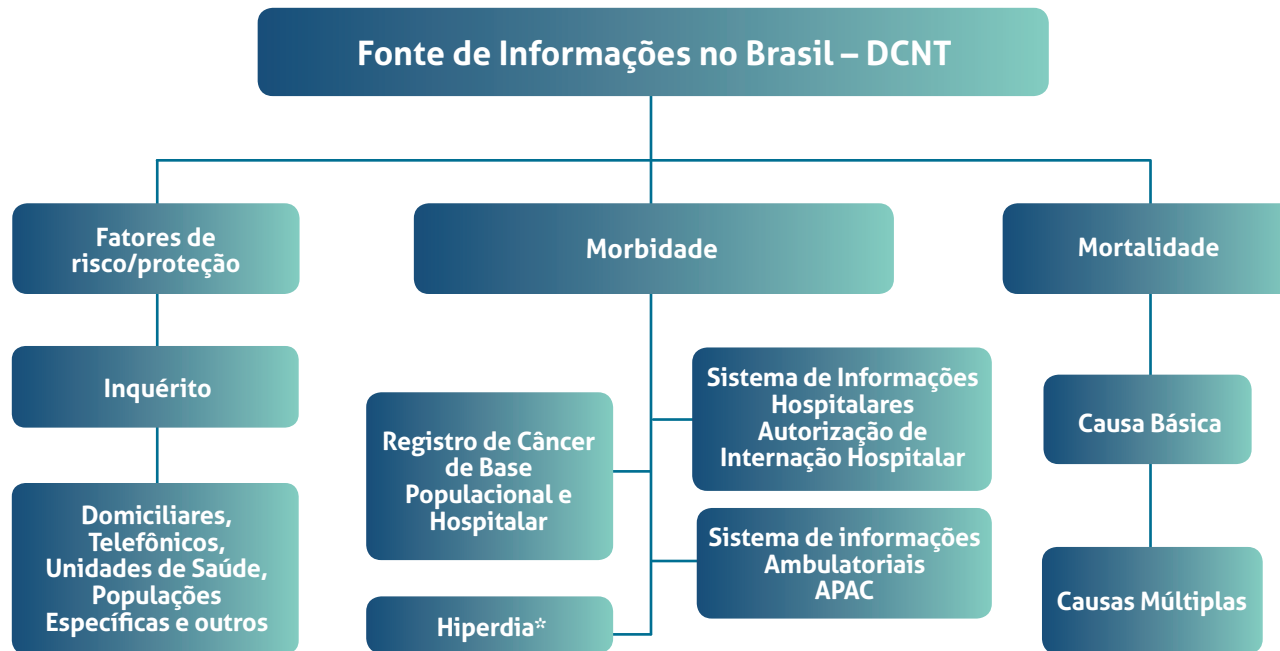 Fonte de Informações no Brasil – DCNT
Fatores de
risco/proteção
Morbidade
Mortalidade
Inquérito
Domiciliares,
Telefônicos,
Unidades de Saúde,
Populações
Específicas e outros
Registro de Câncer
de Base
Populacional e
Hospitalar
Hiperdia*
Sistema de Informações
Hospitalares
Autorização de
Internação Hospitalar
Sistema de informações
Ambulatoriais
APAC
Causa Básica
Causas Múltiplas